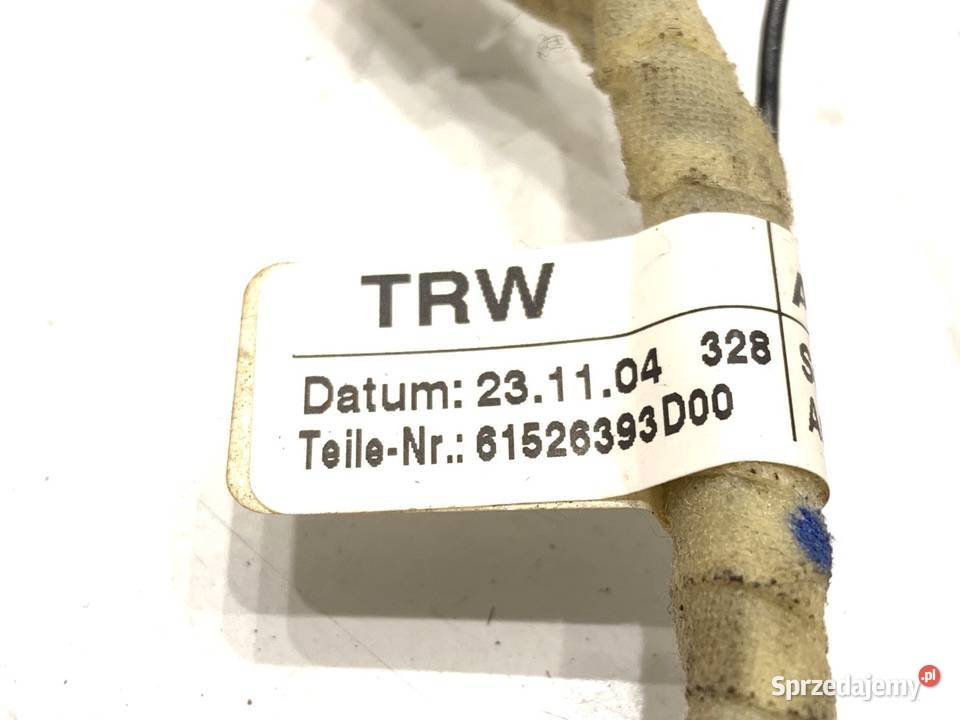 TRW
Datum: 23.11.04 328
Teile-Nr.: 61526393D00
Sprzedajemy.pl